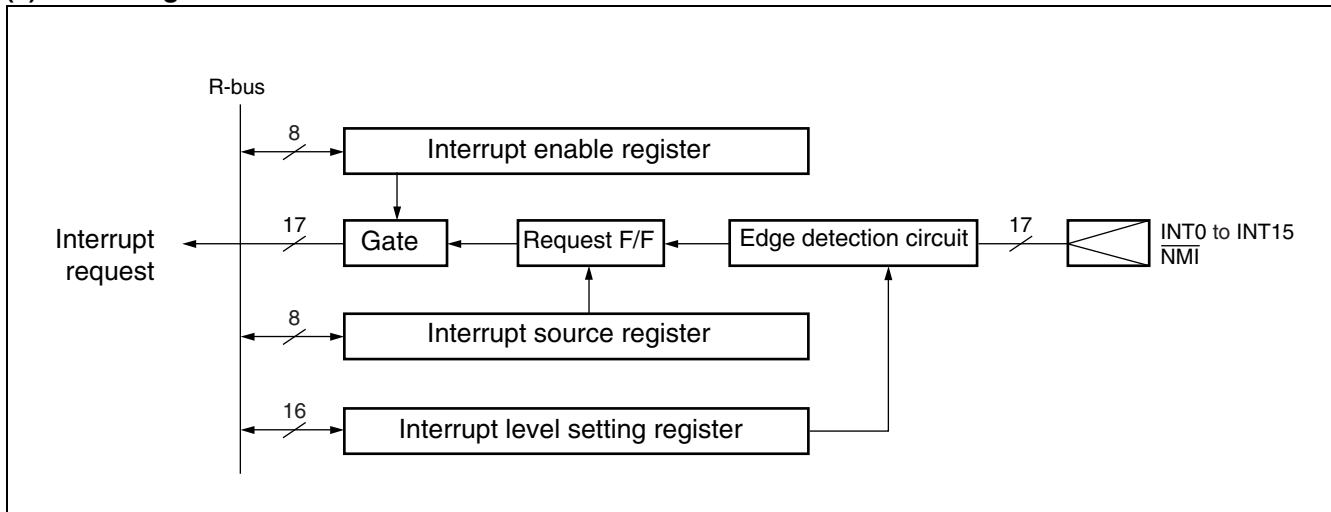 R-bus
8
Interrupt enable register
Interrupt
request
17
Gate
Request F/F
Edge detection circuit
17
INT0 to INT15
NMI
8
Interrupt source register
16
Interrupt level setting register